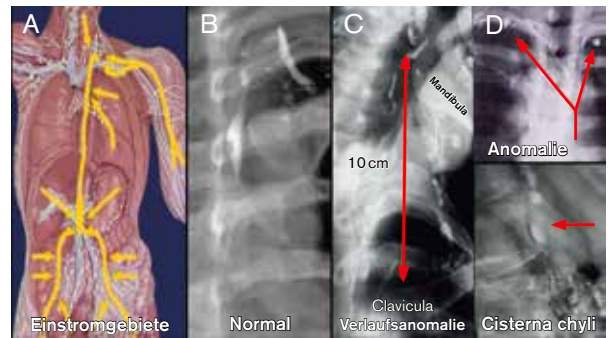 A
B
C
D
Mandibula
10 cm
Anomalie
Clavicula
Einstromgebiete
Normal
Verlaufsanomalie
Cisterna chyli